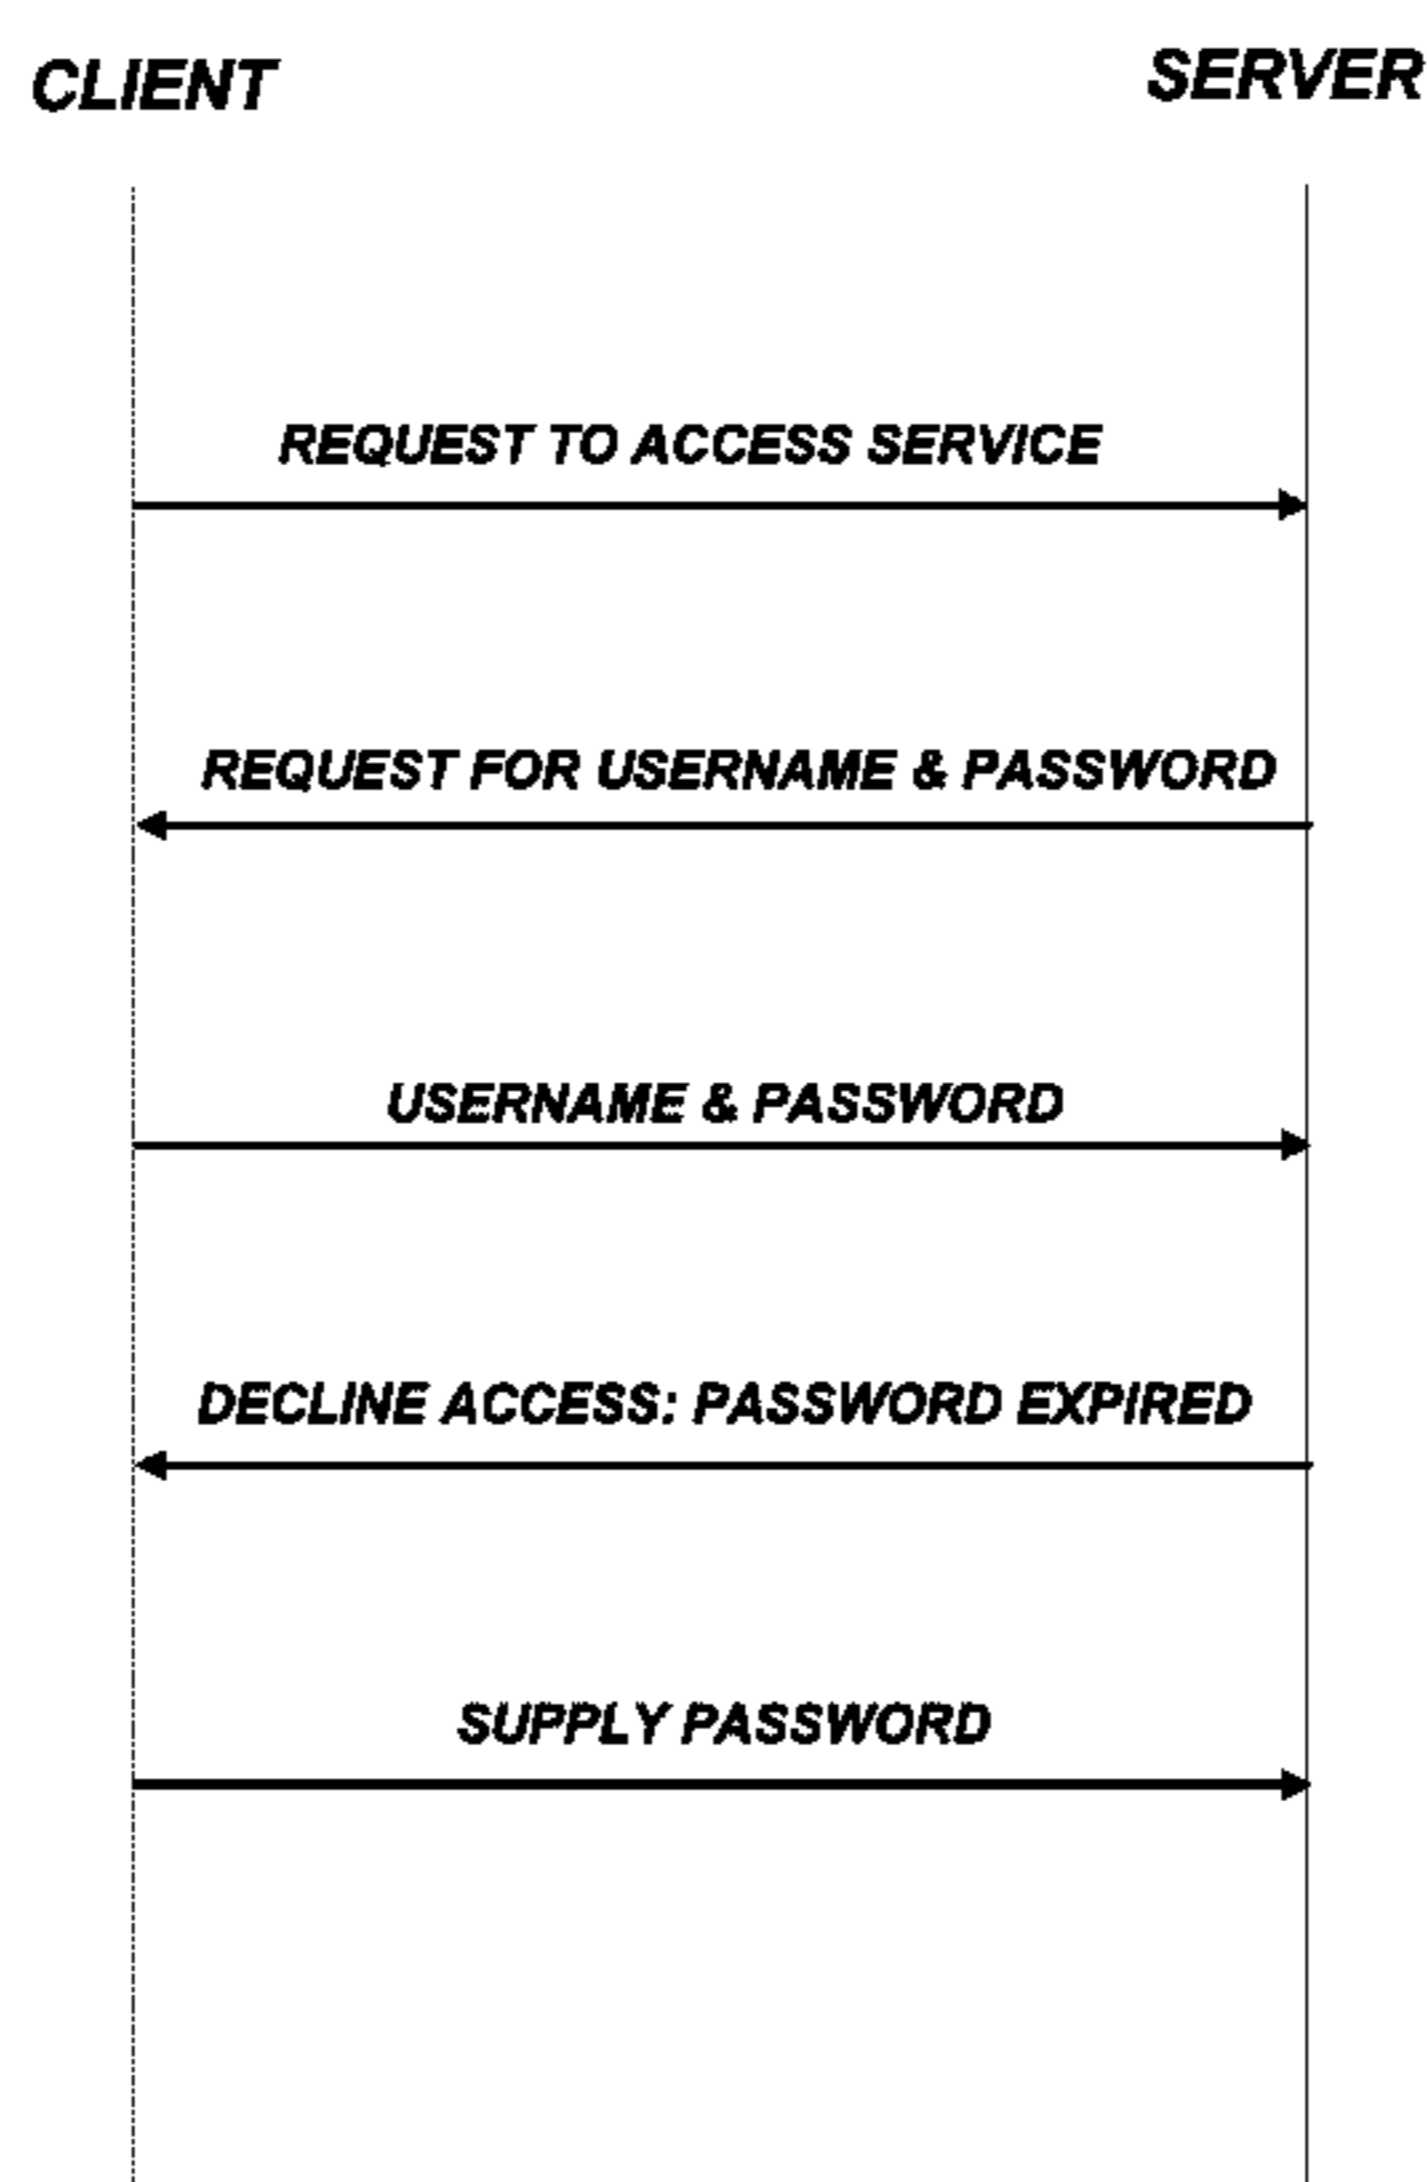 CLIENT
SERVER
REQUEST TO ACCESS SERVICE
REQUEST FOR USERNAME & PASSWORD
USERNAME & PASSWORD
DECLINE ACCESS: PASSWORD EXPIRED
SUPPLY PASSWORD